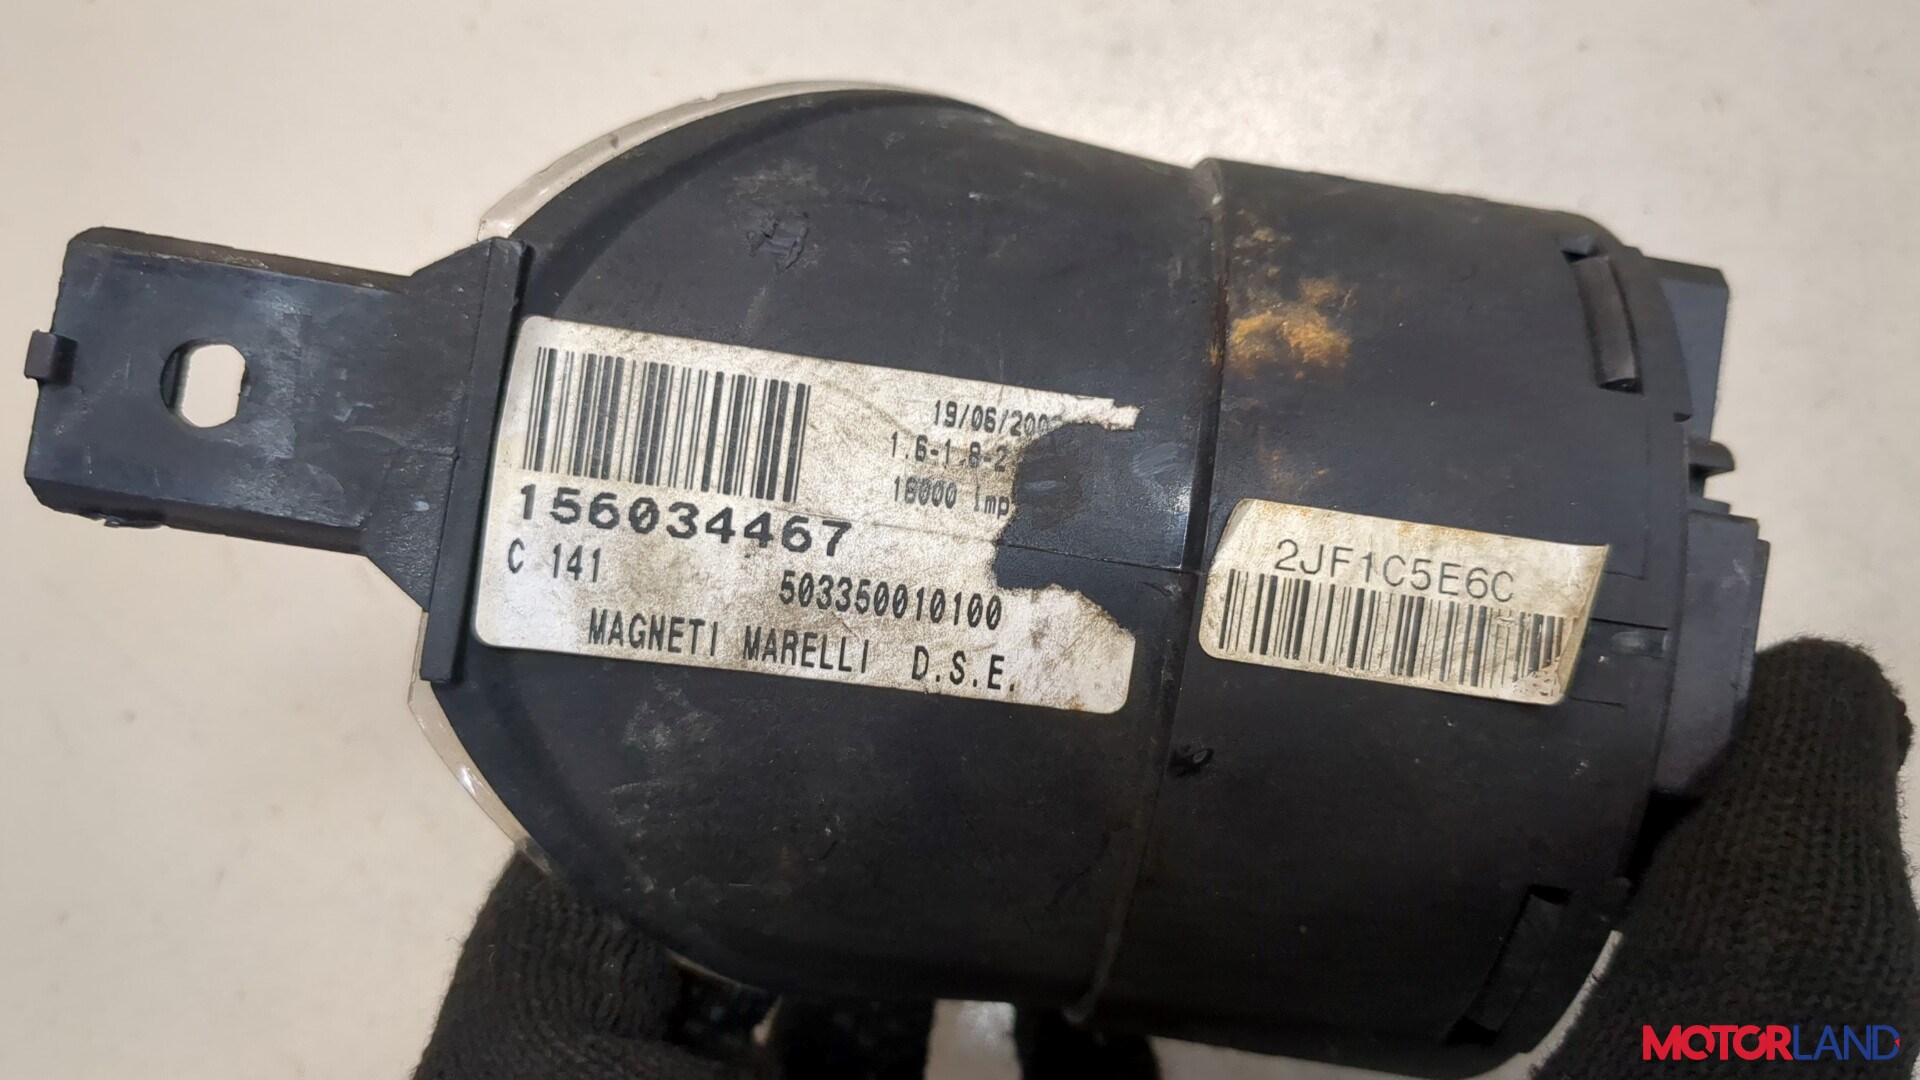 19/06/200
1.6-1.8-2
16000 Imp
156034467
C 141
503350010100
MAGNETI MARELLI D.S.E.
2JF1C5E6C
MOTORLAND